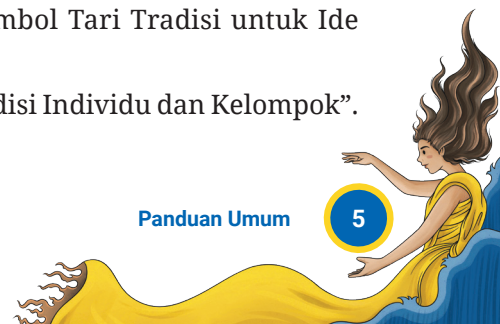 mbol Tari Tradisi untuk Ide
disi Individu dan Kelompok”.
Panduan Umum 5